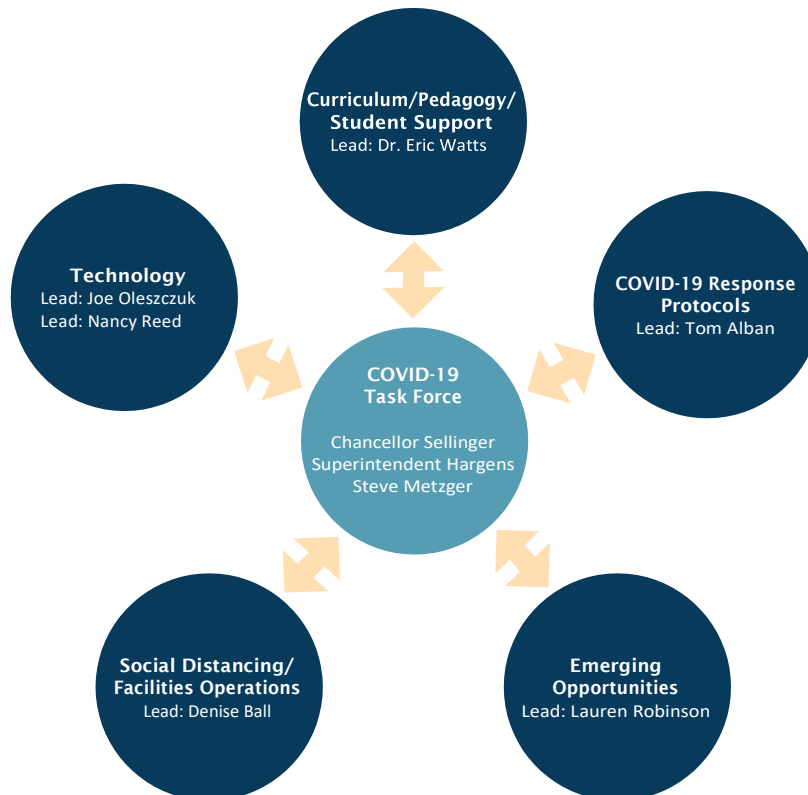 Curriculum/Pedagogy/
Student Support
Lead: Dr. Eric Watts
Technology
Lead: Joe Oleszczuk
Lead: Nancy Reed
COVID-19 Response
Protocols
Lead: Tom Alban
COVID-19
Task Force
Chancellor Sellinger
Superintendent Hargens
Steve Metzger
Social Distancing/
Facilities Operations
Lead: Denise Ball
Emerging
Opportunities
Lead: Lauren Robinson